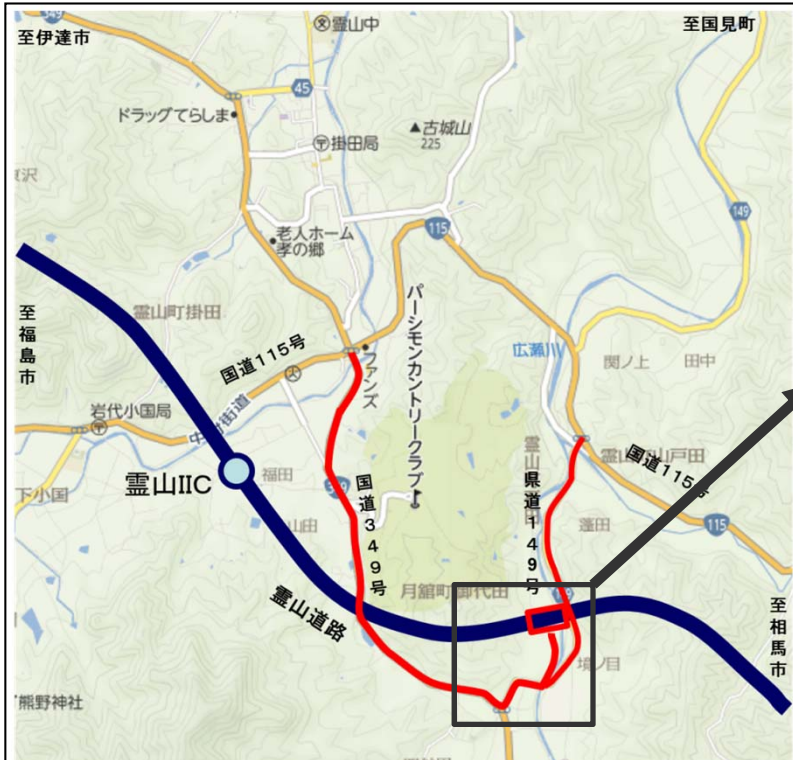 349
至伊達市
霊山中
至国見町
45
ドラッグてらしま
掛田局
古城山
225
149
115
老人ホーム
孝の郷
至福島市
霊山町掛田
国道115号
ファンズ
パーシモンカントリークラブ
広瀬川
関ノ上
田中
岩代小国局
下小国
霊山IIC
福田
山田
国道349号
県道149号
国道115号
蓬田
115
霊山道路
月舘町御代田
至相馬市
境ノ目
熊野神社